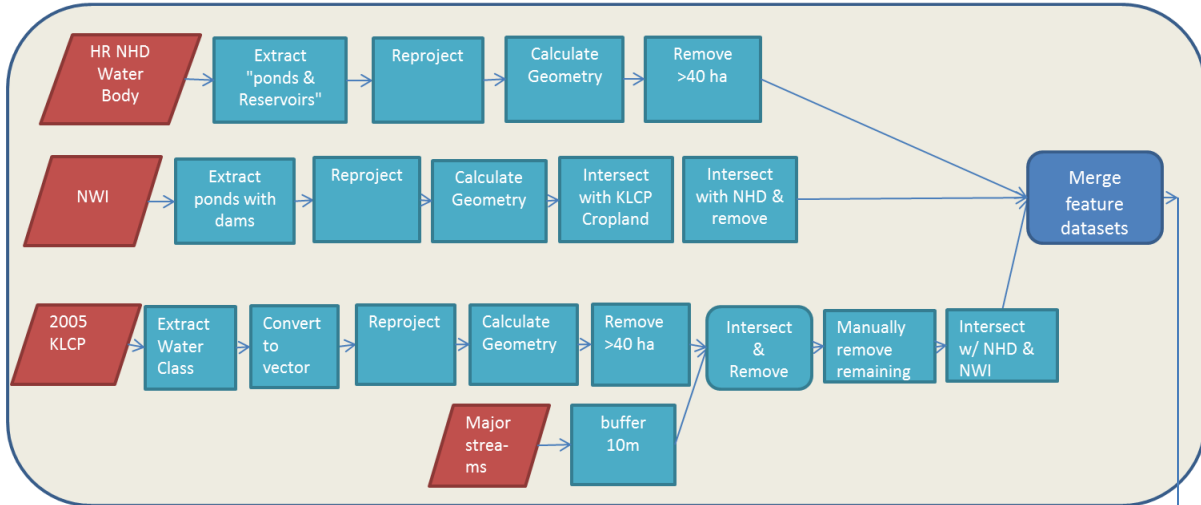 HR NHD
Water
Body
Extract
"ponds &
Reservoirs"
Reproject
Calculate
Geometry
Remove
>40 ha
NWI
Extract
ponds with
dams
Reproject
Calculate
Geometry
Intersect
with KLCP
Cropland
Intersect
with NHD &
remove
Merge
feature
datasets
2005
KLCP
Extract
Water
Class
Convert
to
vector
Reproject
Calculate
Geometry
Remove
>40 ha
Intersect
&
Remove
Manually
remove
remaining
Intersect
w/ NHD &
NWI
Major
strea-
ms
buffer
10m